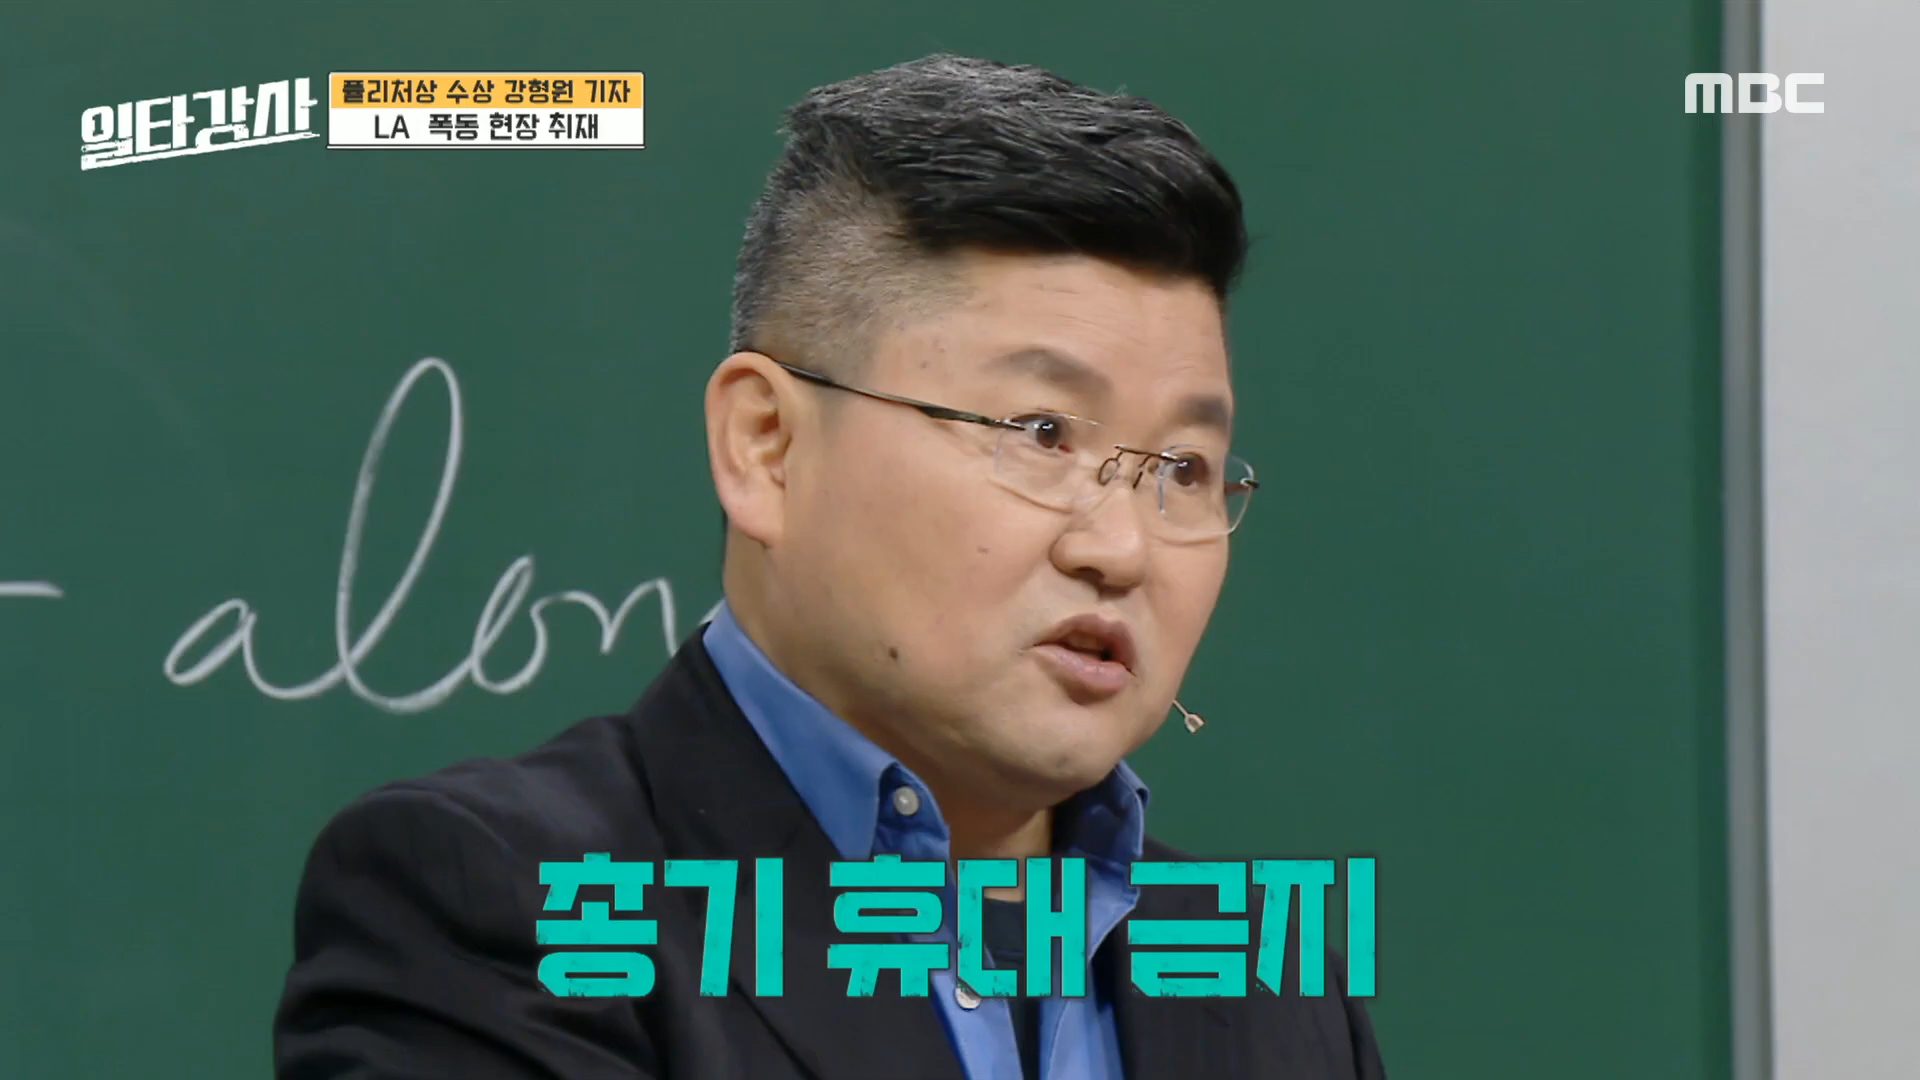 일타강사
퓰리처상 수상 강형원 기자
LA 폭동 현장 취재
MBC
alon
총기 휴대 금지